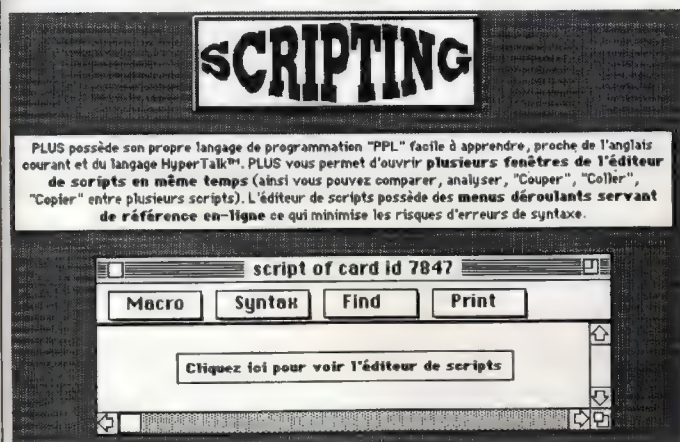 SCRIPTING
PLUS possède son propre langage de programmation "PPL" facile à apprendre, proche de l'anglais
courant et du langage HyperTalk™. PLUS vous permet d'ouvrir plusieurs fenêtres de l'éditeur
de scripts en même temps (ainsi vous pouvez comparer, analyser, "Couper", "Coller",
"Copier" entre plusieurs scripts). L'éditeur de scripts possède des menus déroulants servant
de référence en-ligne ce qui minimise les risques d'erreurs de syntaxe.
script of card id 7847
Macro Syntax Find Print
Cliquez ici pour voir l'éditeur de scripts